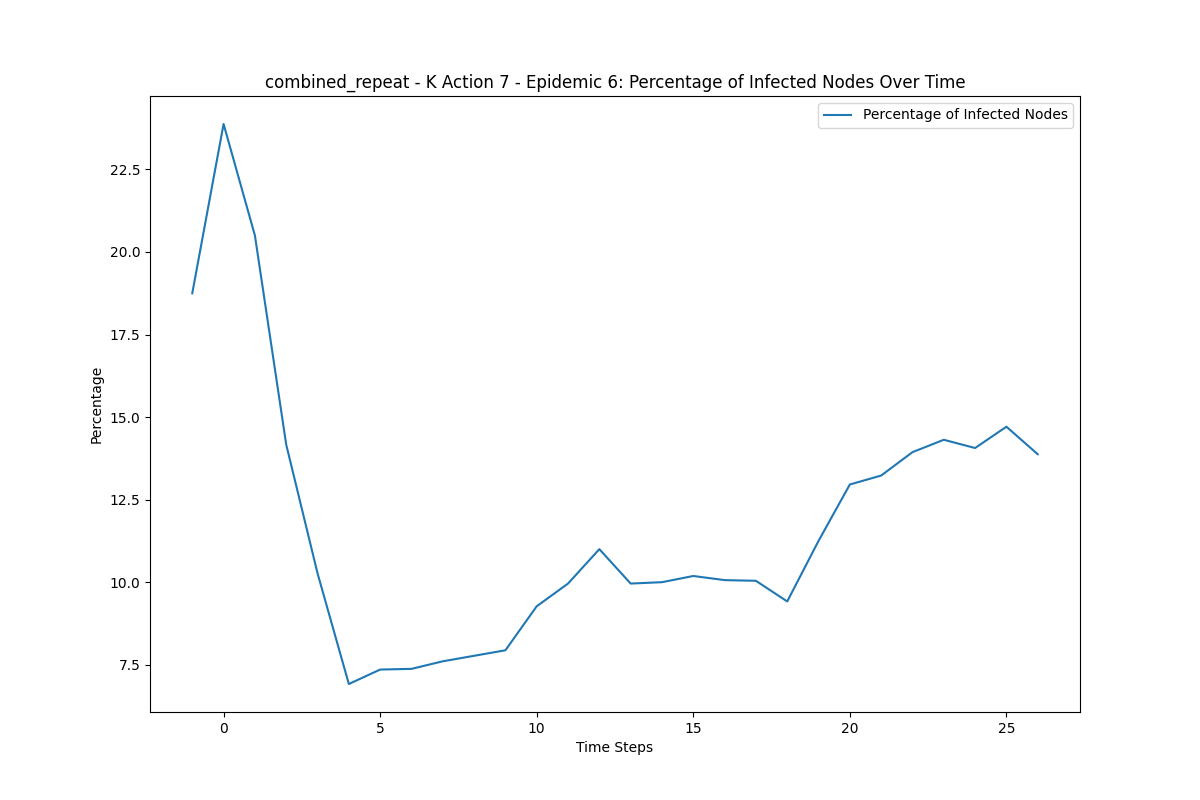 combined_repeat - K Action 7 - Epidemic 6: Percentage of Infected Nodes Over Time
Percentage of Infected Nodes
22.5
20.0
17.5
15.0
12.5
10.0
7.5
Percentage
0 5 10 15 20 25
Time Steps